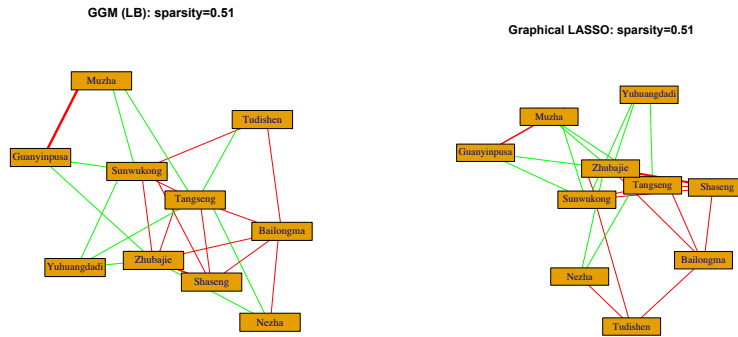 GGM (LB): sparsity=0.51
Muzha
Tudishen
Guanyinpusa
Sunwukong
Tangseng
Bailongma
Zhubajie
Yuhuangdadi
Shaseng
Nezha
Graphical LASSO: sparsity=0.51
Yuhuangdadi
Muzha
Guanyinpusa
Zhubajie
Tangseng
Shaseng
Sunwukong
Bailongma
Nezha
Tudishen